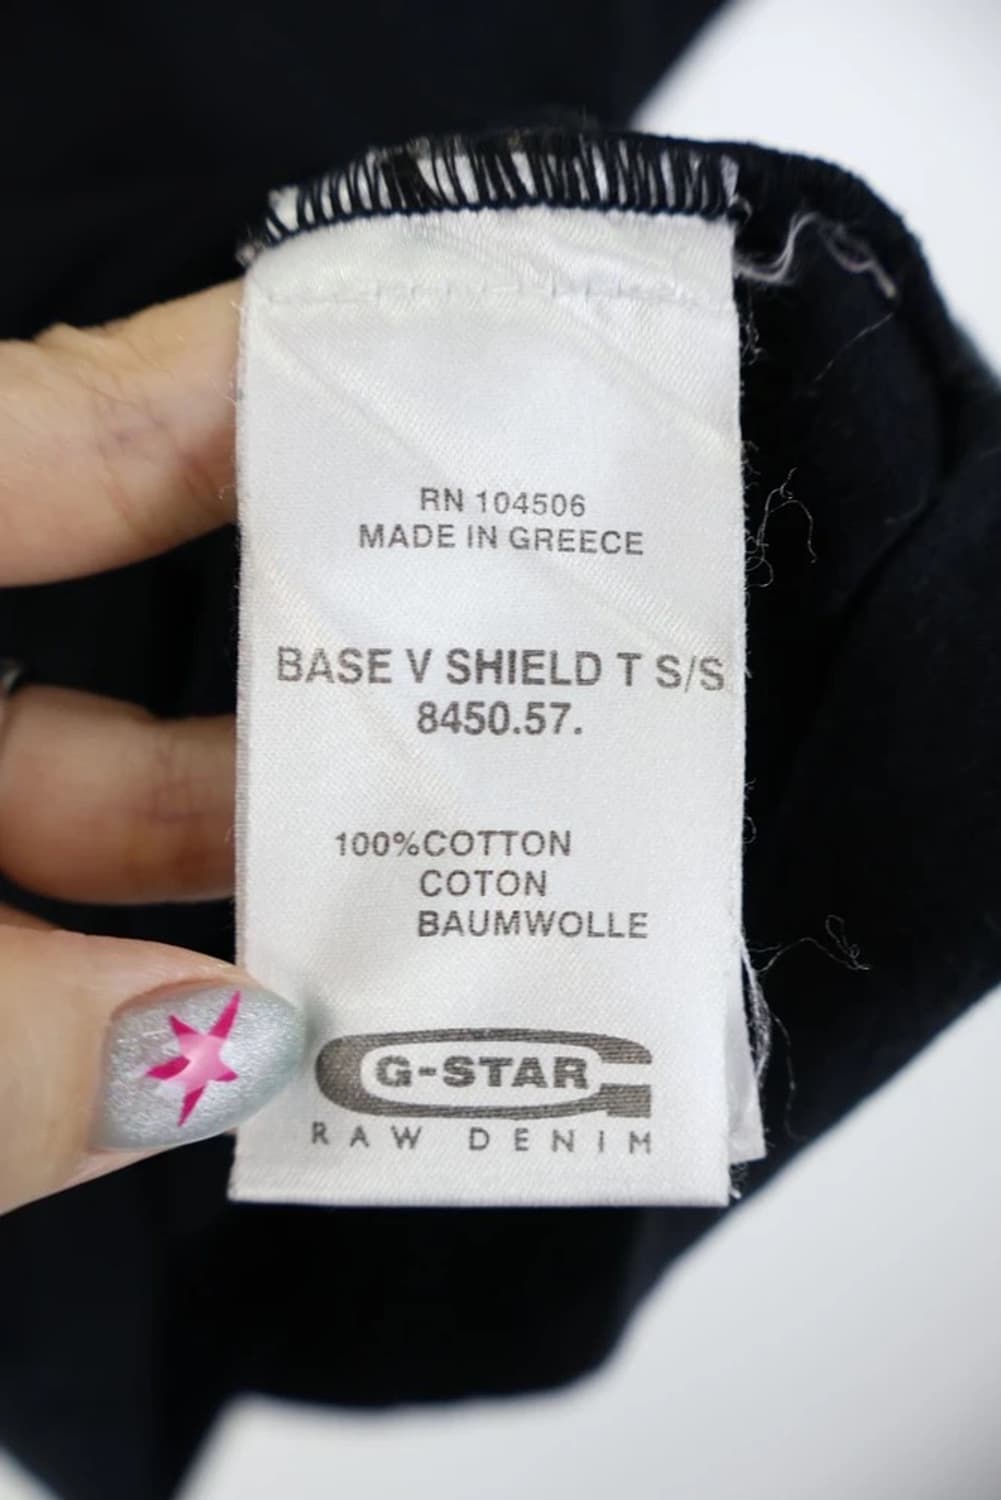 RN 104506
MADE IN GREECE
BASE V SHIELD T S/S
8450.57.
100%COTTON
COTON
BAUMWOLLE
G-STAR
RAW DENIM